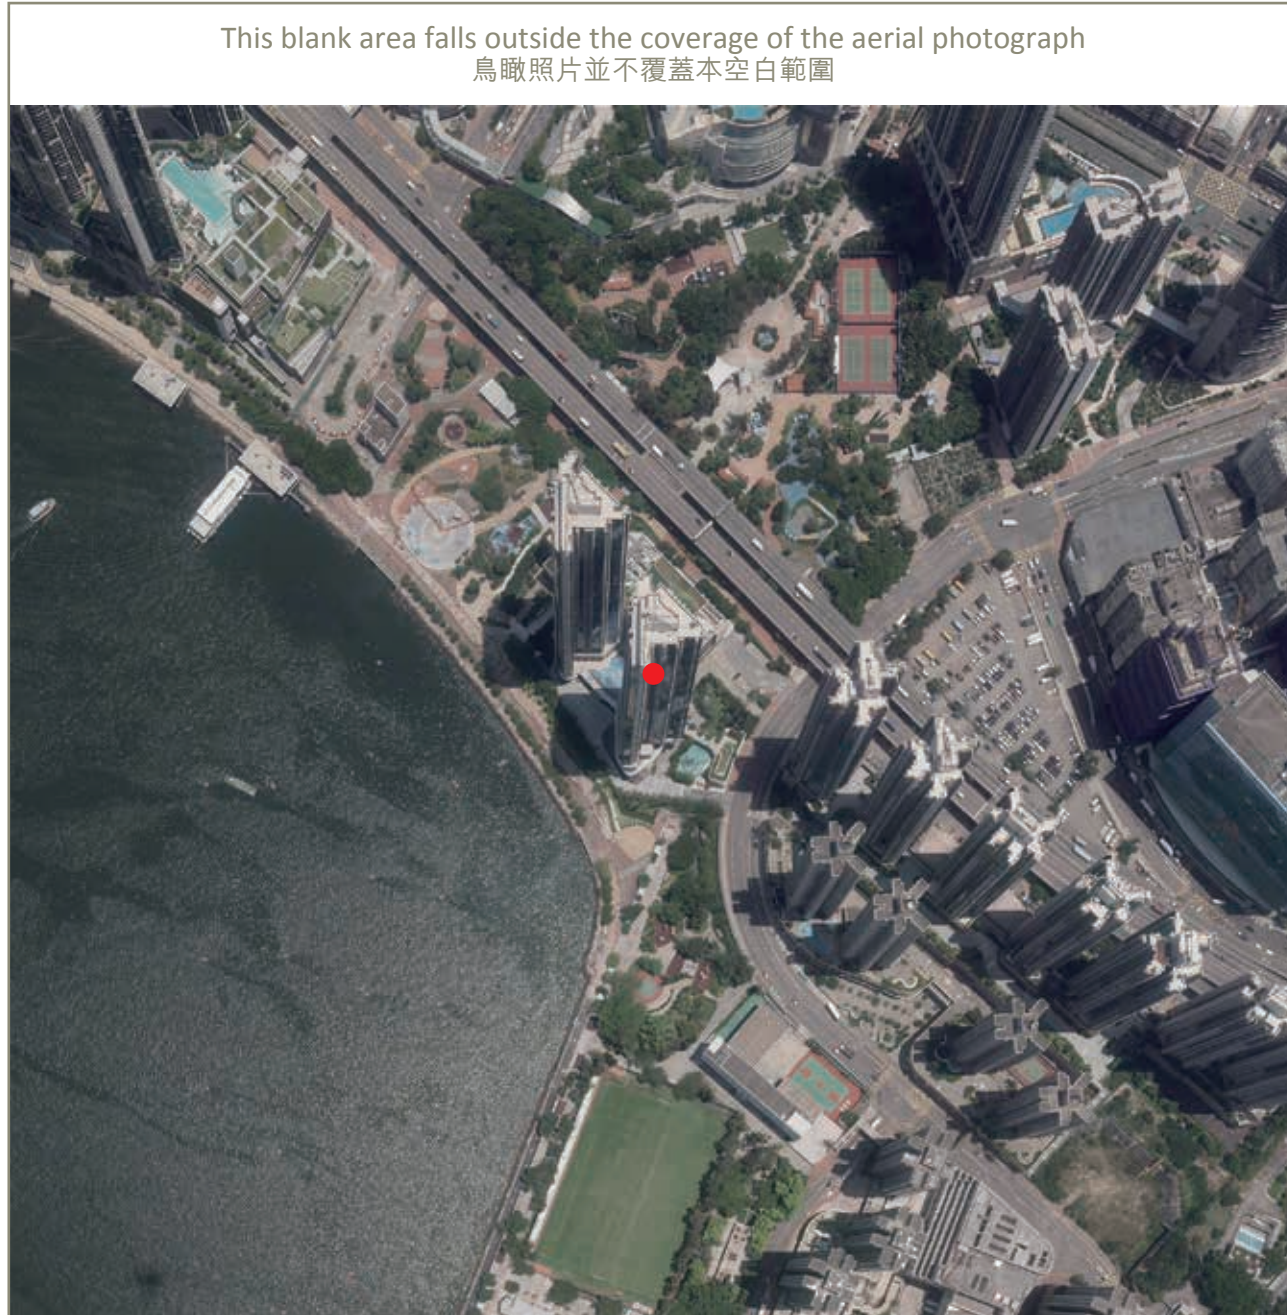 This blank area falls outside the coverage of the aerial photograph
鳥瞰照片並不覆蓋本空白範圍